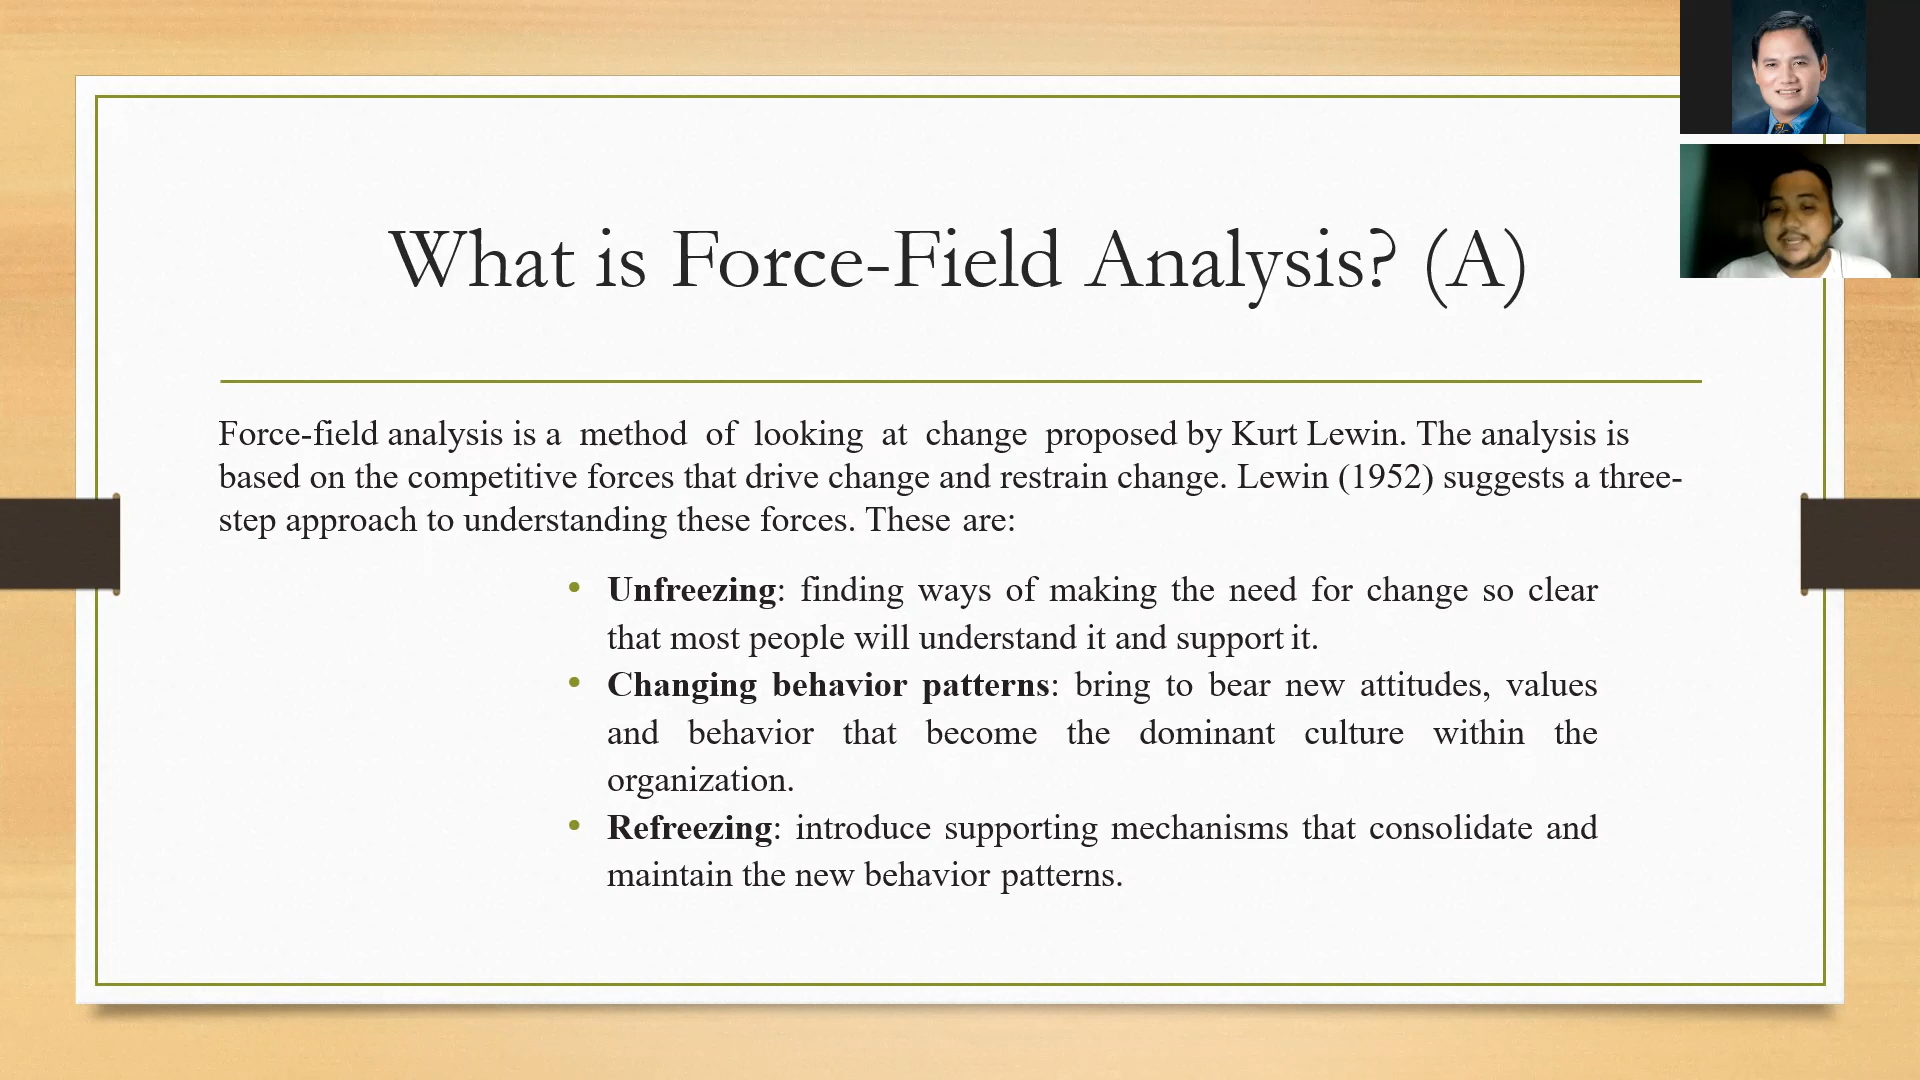 What is Force-Field Analysis? (A)
Force-field analysis is a method of looking at change proposed by Kurt Lewin. The analysis is
based on the competitive forces that drive change and restrain change. Lewin (1952) suggests a three-
step approach to understanding these forces. These are:
• Unfreezing: finding ways of making the need for change so clear
that most people will understand it and support it.
• Changing behavior patterns: bring to bear new attitudes, values
and behavior that become the dominant culture within the
organization.
• Refreezing: introduce supporting mechanisms that consolidate and
maintain the new behavior patterns.